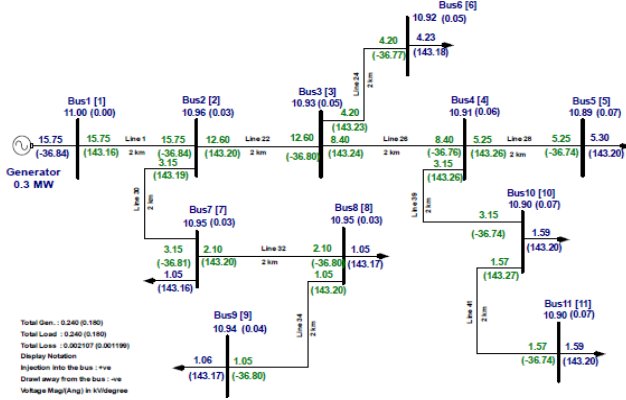 Bus6 [6]
10.92 (0.05)
4.20
(-36.77)
4.23
(143.18)
Line 24
2 km
Bus1 [1]
11.00 (0.00)
Bus2 [2]
10.96 (0.03)
Bus3 [3]
10.93 (0.05)
Bus4 [4]
10.91 (0.06)
Bus5 [5]
10.89 (0.07)
4.20
(143.23)
15.75
(-36.84)
15.75
(143.16)
Line 1
2 km
15.75
(-36.84)
12.60
(143.20)
Line 22
2 km
12.60
(-36.80)
8.40
(143.24)
Line 26
2 km
8.40
(-36.76)
5.25
(143.26)
Line 28
2 km
5.25
(-36.74)
5.30
(143.20)
Generator
0.3 MW
3.15
(143.19)
3.15
(143.26)
Line 30
2 km
Line 39
2 km
Bus7 [7]
10.95 (0.03)
Bus8 [8]
10.95 (0.03)
Bus10 [10]
10.90 (0.07)
3.15
(-36.74)
1.59
(143.20)
3.15
(-36.81)
2.10
(143.20)
Line 32
2 km
2.10
(-36.80)
1.05
(143.17)
1.05
(143.16)
1.05
(143.20)
1.57
(143.27)
Line 34
2 km
Line 41
2 km
Bus9 [9]
10.94 (0.04)
Bus11 [11]
10.90 (0.07)
1.06
(143.17)
1.05
(-36.80)
1.57
(-36.74)
1.59
(143.20)
Total Gen. : 0.240 (0.180)
Total Load : 0.240 (0.180)
Total Loss : 0.002107 (0.001199)
Display Notation
Injection into the bus : +ve
Drawl away from the bus : -ve
Voltage Mag/(Ang) in kV/degree